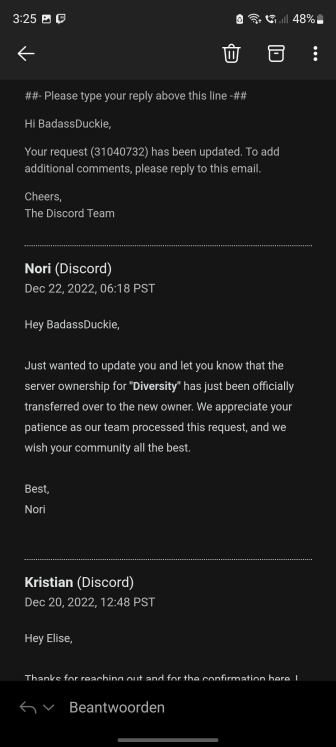 3:25
48%
##- Please type your reply above this line -##
Hi BadassDuckie,
Your request (31040732) has been updated. To add
additional comments, please reply to this email.
Cheers,
The Discord Team
Nori (Discord)
Dec 22, 2022, 06:18 PST
Hey BadassDuckie,
Just wanted to update you and let you know that the
server ownership for "Diversity" has just been officially
transferred over to the new owner. We appreciate your
patience as our team processed this request, and we
wish your community all the best.
Best,
Nori
Kristian (Discord)
Dec 20, 2022, 12:48 PST
Hey Elise,
Thanks for reaching out and for the confirmation here. I
Beantwoorden